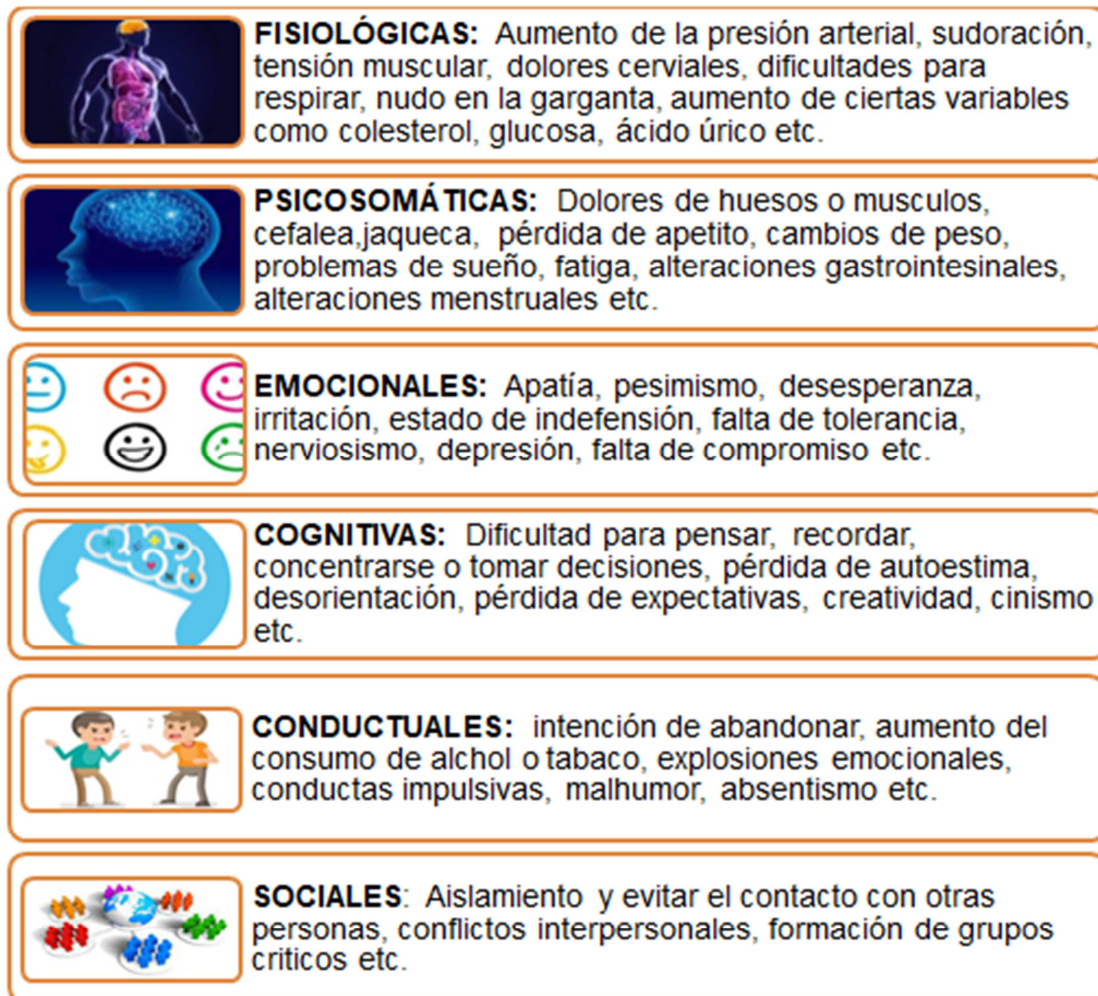 FISIOLÓGICAS: Aumento de la presión arterial, sudoración,
tensión muscular, dolores cerviales, dificultades para
respirar, nudo en la garganta, aumento de ciertas variables
como colesterol, glucosa, ácido úrico etc.
PSICOSOMÁTICAS: Dolores de huesos o musculos,
cefalea,jaqueca, pérdida de apetito, cambios de peso,
problemas de sueño, fatiga, alteraciones gastrointesinales,
alteraciones menstruales etc.
EMOCIONALES: Apatía, pesimismo, desesperanza,
irritación, estado de indefensión, falta de tolerancia,
nerviosismo, depresión, falta de compromiso etc.
COGNITIVAS: Dificultad para pensar, recordar,
concentrarse o tomar decisiones, pérdida de autoestima,
desorientación, pérdida de expectativas, creatividad, cinismo
etc.
CONDUCTUALES: intención de abandonar, aumento del
consumo de alchol o tabaco, explosiones emocionales,
conductas impulsivas, malhumor, absentismo etc.
SOCIALES: Aislamiento y evitar el contacto con otras
personas, conflictos interpersonales, formación de grupos
criticos etc.